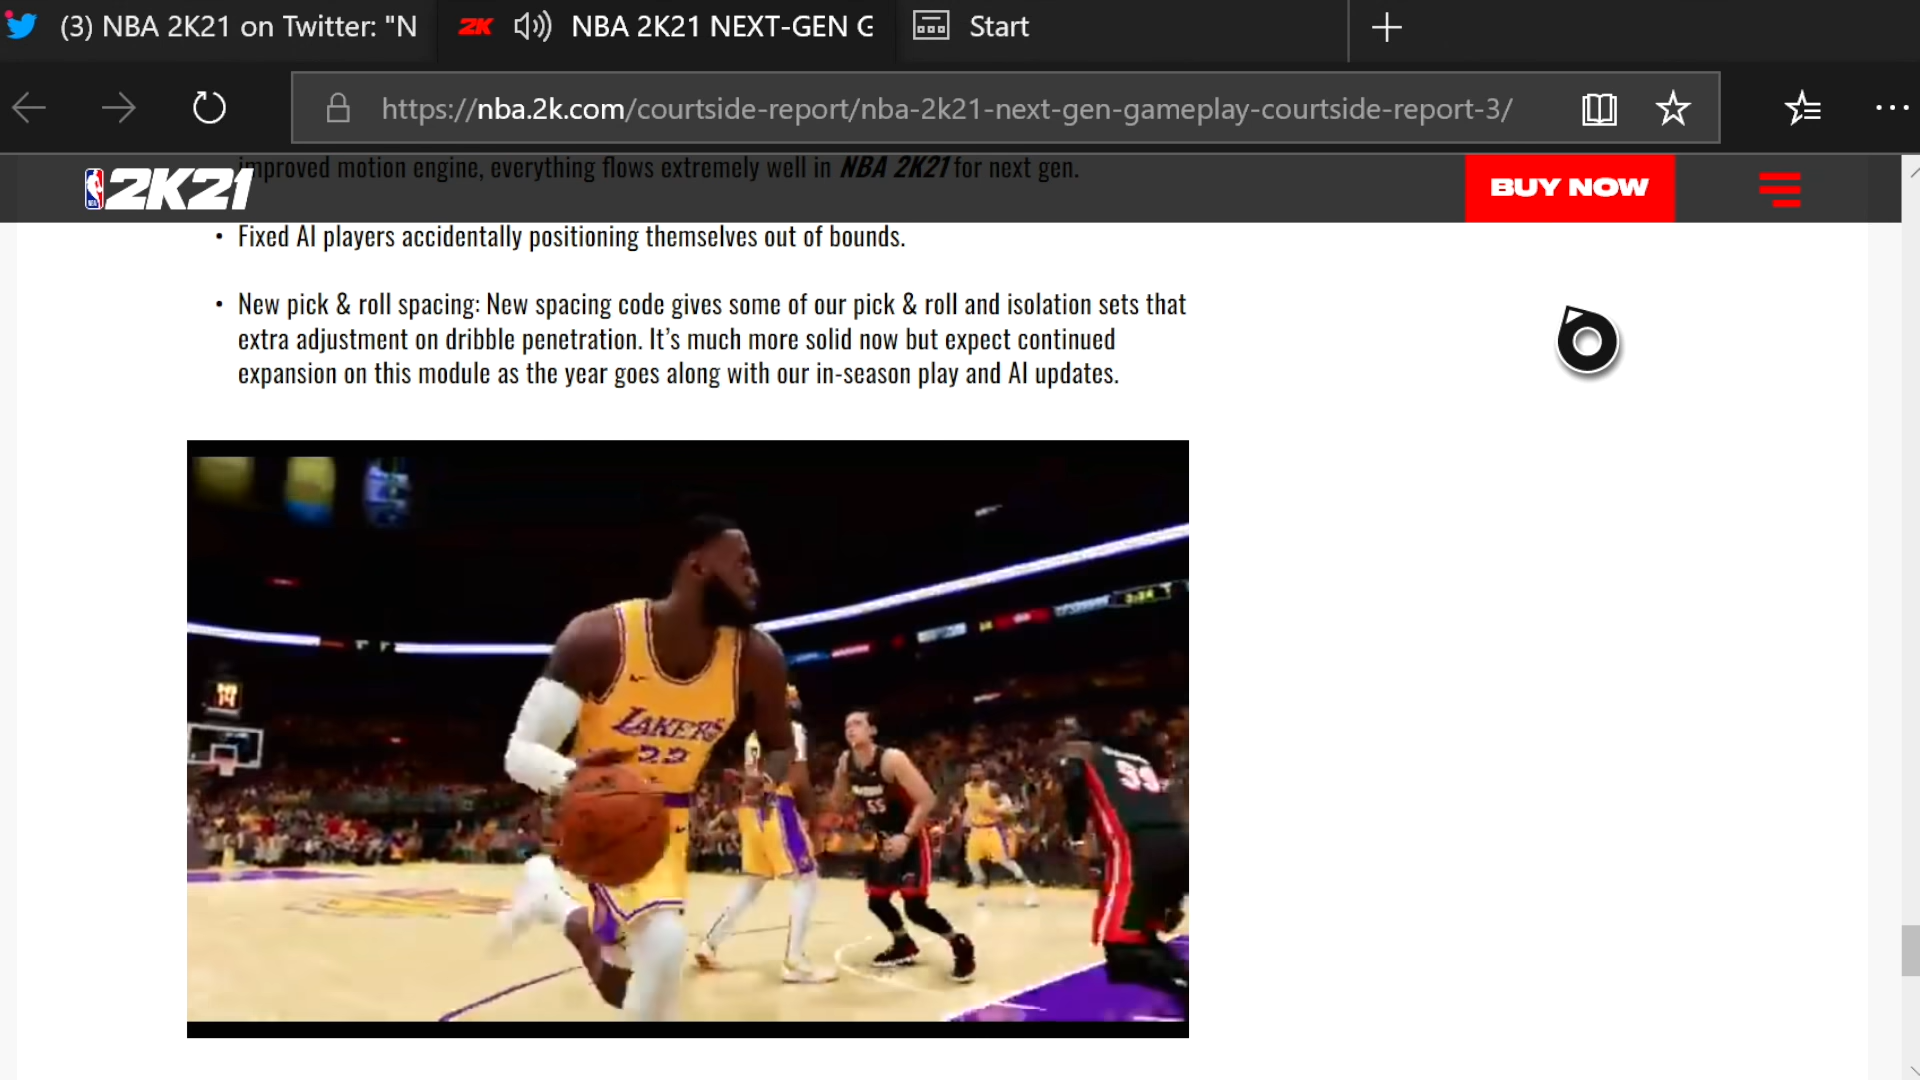 (3) NBA 2K21 on Twitter: "N
2K NBA 2K21 NEXT-GEN G
Start
https://nba.2k.com/courtside-report/nba-2k21-next-gen-gameplay-courtside-report-3/
improved motion engine, everything flows extremely well in NBA 2K21 for next gen.
2K21
BUY NOW
• Fixed AI players accidentally positioning themselves out of bounds.
• New pick & roll spacing: New spacing code gives some of our pick & roll and isolation sets that
extra adjustment on dribble penetration. It's much more solid now but expect continued
expansion on this module as the year goes along with our in-season play and AI updates.
14
LAKERS
55